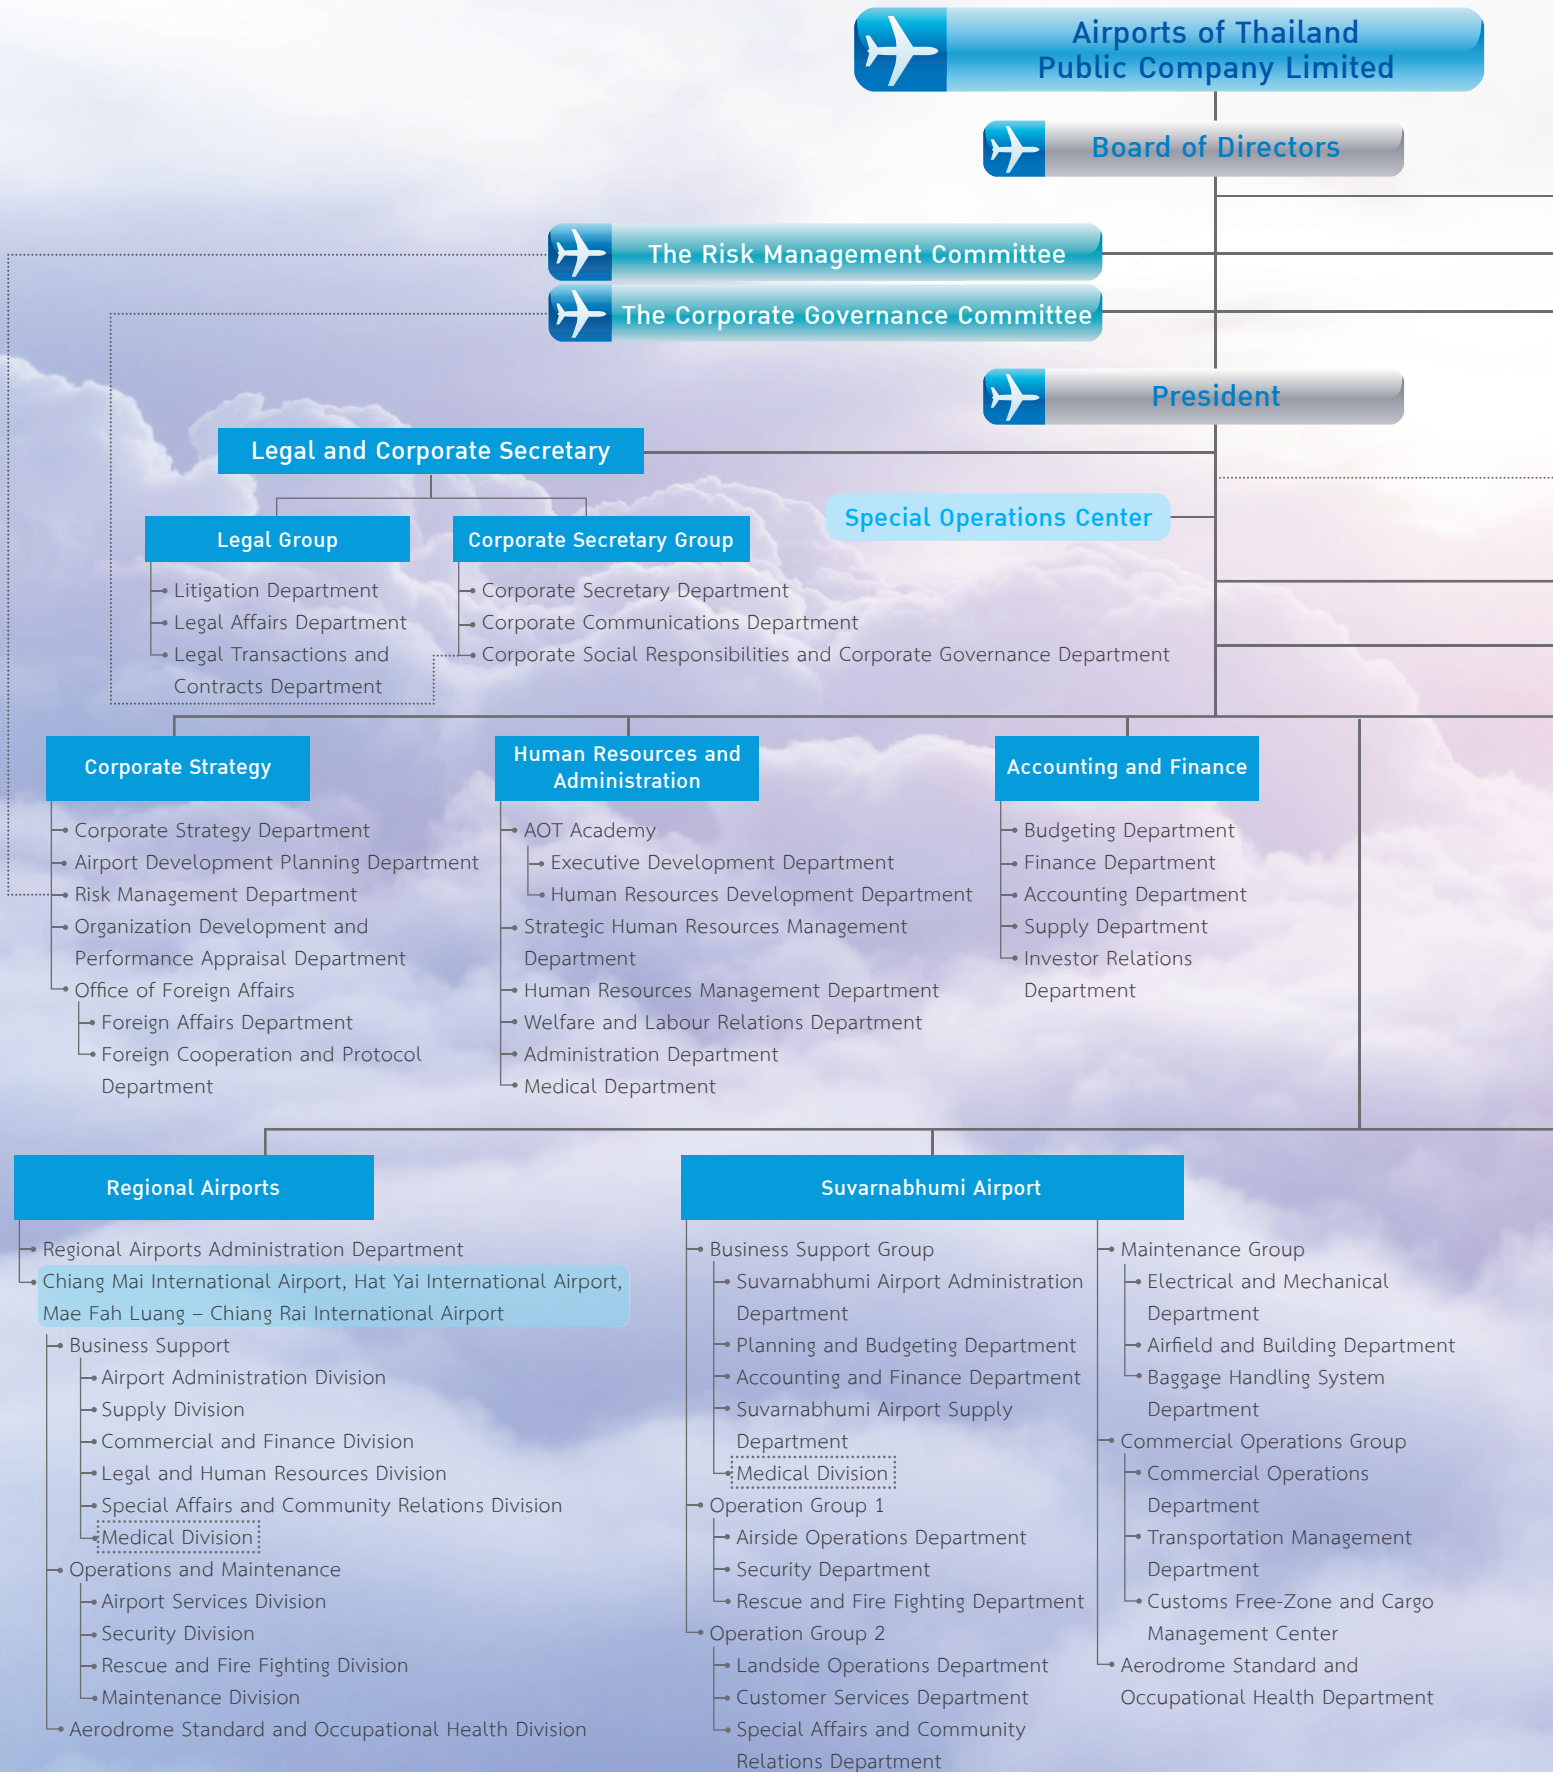 Airports of Thailand
Public Company Limited
Board of Directors
The Risk Management Committee
The Corporate Governance Committee
President
Legal and Corporate Secretary
Special Operations Center
Legal Group
Litigation Department
Legal Affairs Department
Legal Transactions and
Contracts Department
Corporate Secretary Group
Corporate Secretary Department
Corporate Communications Department
Corporate Social Responsibilities and Corporate Governance Department
Corporate Strategy
Corporate Strategy Department
Airport Development Planning Department
Risk Management Department
Organization Development and
Performance Appraisal Department
Office of Foreign Affairs
Foreign Affairs Department
Foreign Cooperation and Protocol
Department
Human Resources and
Administration
AOT Academy
Executive Development Department
Human Resources Development Department
Strategic Human Resources Management
Department
Human Resources Management Department
Welfare and Labour Relations Department
Administration Department
Medical Department
Accounting and Finance
Budgeting Department
Finance Department
Accounting Department
Supply Department
Investor Relations
Department
Regional Airports
Regional Airports Administration Department
Chiang Mai International Airport, Hat Yai International Airport,
Mae Fah Luang – Chiang Rai International Airport
Business Support
Airport Administration Division
Supply Division
Commercial and Finance Division
Legal and Human Resources Division
Special Affairs and Community Relations Division
Medical Division
Operations and Maintenance
Airport Services Division
Security Division
Rescue and Fire Fighting Division
Maintenance Division
Aerodrome Standard and Occupational Health Division
Suvarnabhumi Airport
Business Support Group
Suvarnabhumi Airport Administration
Department
Planning and Budgeting Department
Accounting and Finance Department
Suvarnabhumi Airport Supply
Department
Medical Division
Operation Group 1
Airside Operations Department
Security Department
Rescue and Fire Fighting Department
Operation Group 2
Landside Operations Department
Customer Services Department
Special Affairs and Community
Relations Department
Maintenance Group
Electrical and Mechanical
Department
Airfield and Building Department
Baggage Handling System
Department
Commercial Operations Group
Commercial Operations
Department
Transportation Management
Department
Customs Free-Zone and Cargo
Management Center
Aerodrome Standard and
Occupational Health Department